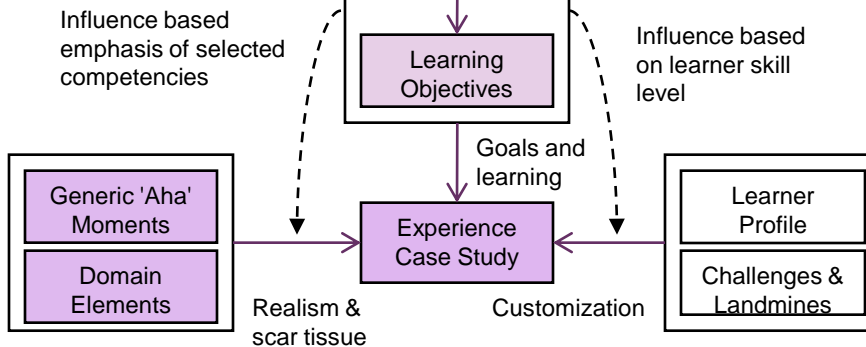 Influence based
emphasis of selected
competencies
Learning
Objectives
Influence based
on learner skill
level
Goals and
learning
Generic 'Aha'
Moments
Domain
Elements
Experience
Case Study
Learner
Profile
Challenges &
Landmines
Realism &
scar tissue
Customization